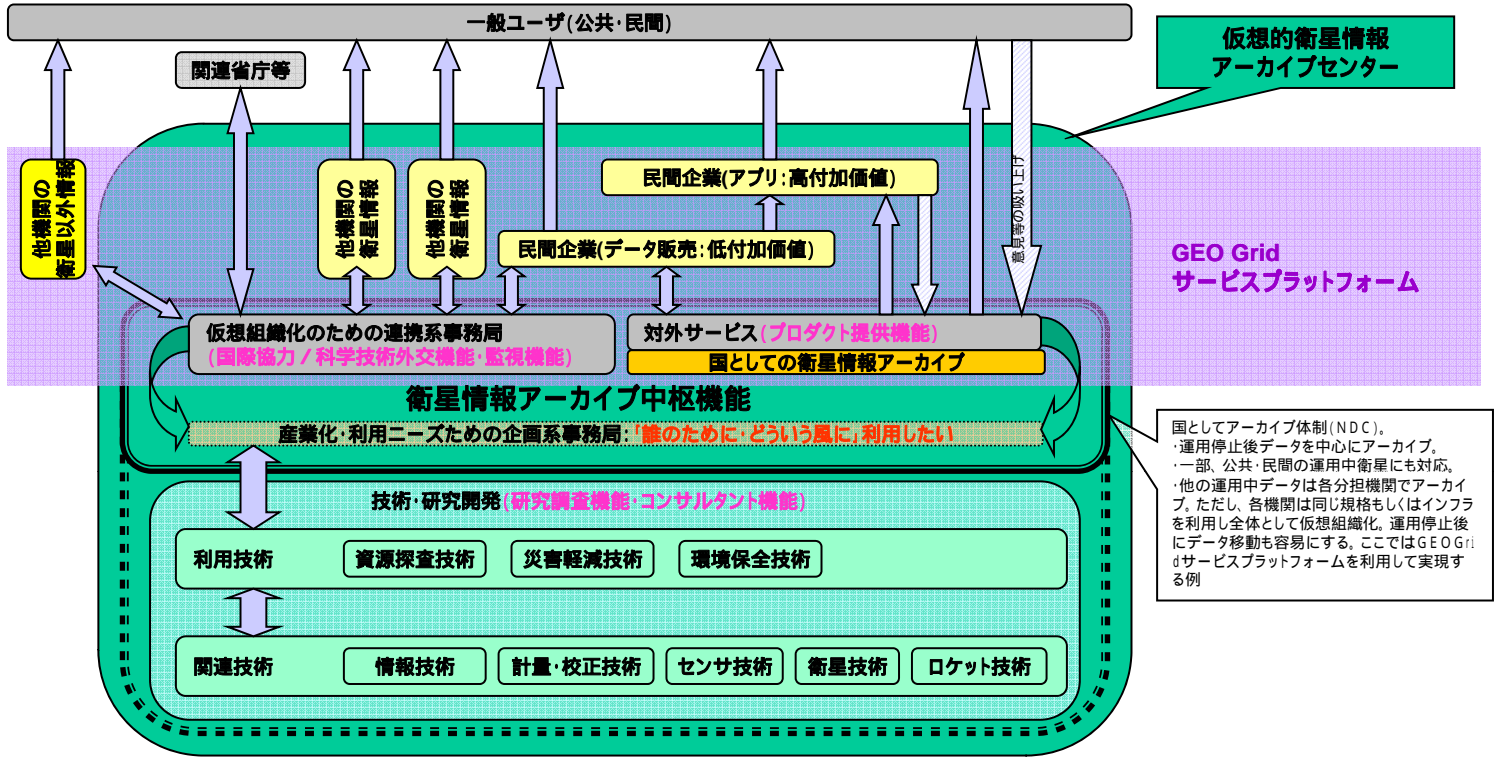 一般ユーザ(公共・民間)
仮想的衛星情報
アーカイブセンター
関連省庁等
他機関の
衛星以外情報
他機関の
衛星情報
他機関の
衛星情報
民間企業(アプリ：高付加価値)
民間企業(データ販売：低付加価値)
意見等の吸い上げ
GEO Grid
サービスプラットフォーム
仮想組織化のための連携系事務局
(国際協力／科学技術外交機能・監視機能)
対外サービス(プロダクト提供機能)
国としての衛星情報アーカイブ
衛星情報アーカイブ中枢機能
産業化・利用ニーズための企画系事務局：「誰のために・どういう風に」利用したい
国としてアーカイブ体制(NDC)。
・運用停止後データを中心にアーカイブ。
・一部、公共・民間の運用中衛星にも対応。
・他の運用中データは各分担機関でアーカイ
ブ。ただし、各機関は同じ規格もしくはインフラ
を利用し全体として仮想組織化。運用停止後
にデータ移動も容易にする。ここではGEOGri
dサービスプラットフォームを利用して実現す
る例
技術・研究開発(研究調査機能・コンサルタント機能)
利用技術
資源探査技術
災害軽減技術
環境保全技術
関連技術
情報技術
計量・校正技術
センサ技術
衛星技術
ロケット技術